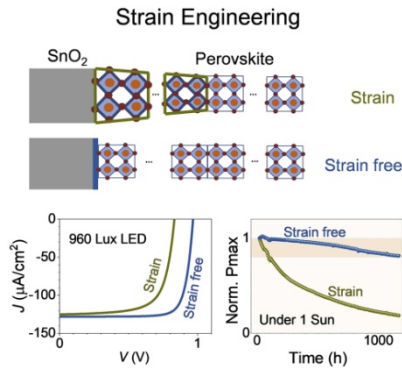 Strain Engineering
SnO₂
Perovskite
...
...
...
Strain
...
...
...
Strain free
0
-50
-100
-150
J (μA/cm²)
960 Lux LED
Strain
Strain free
0
1
V (V)
1
0
Norm. Pmax
Strain free
Strain
Under 1 Sun
0
1000
Time (h)